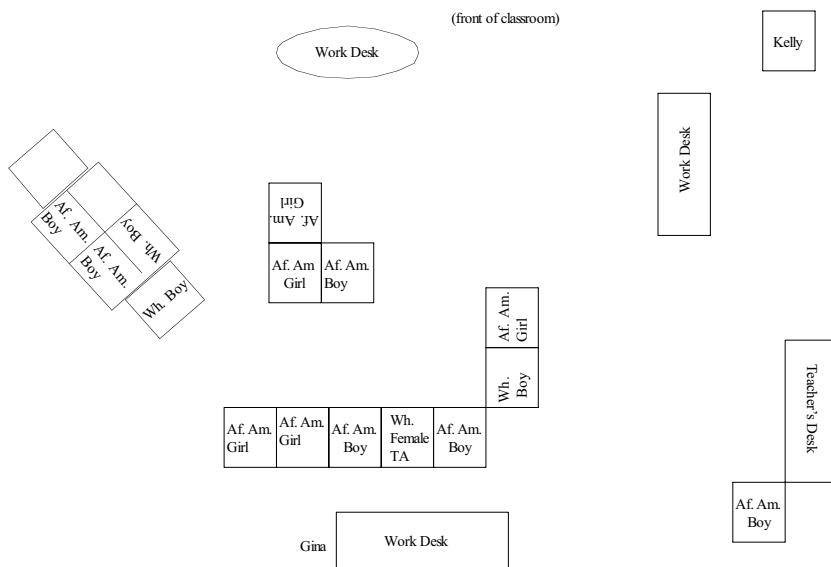 (front of classroom)
Work Desk
Kelly
Work Desk
Af. Am.
Boy
Wh. Boy
Af. Am.
Boy
Wh. Boy
Af. Am.
Girl
Af. Am
Girl
Af. Am.
Boy
Af. Am.
Girl
Wh.
Boy
Af. Am.
Girl
Af. Am.
Girl
Af. Am.
Boy
Wh.
Female
TA
Af. Am.
Boy
Teacher's Desk
Af. Am.
Boy
Gina
Work Desk